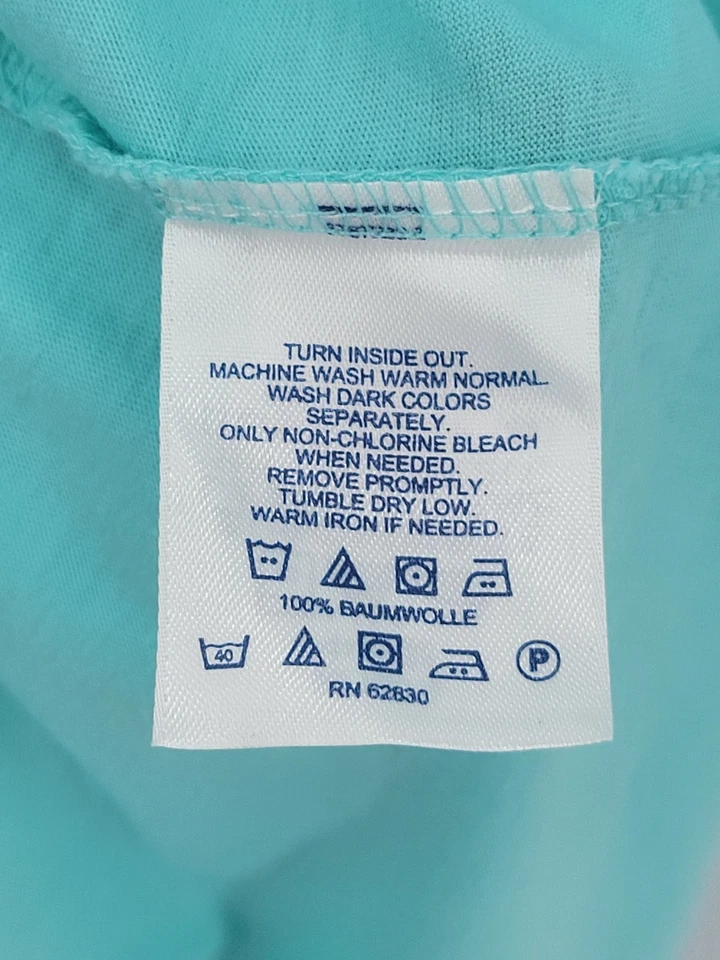 TURN INSIDE OUT.
MACHINE WASH WARM NORMAL.
WASH DARK COLORS
SEPARATELY.
ONLY NON-CHLORINE BLEACH
WHEN NEEDED.
REMOVE PROMPTLY.
TUMBLE DRY LOW.
WARM IRON IF NEEDED.
100% BAUMWOLLE
40 P
RN 62830